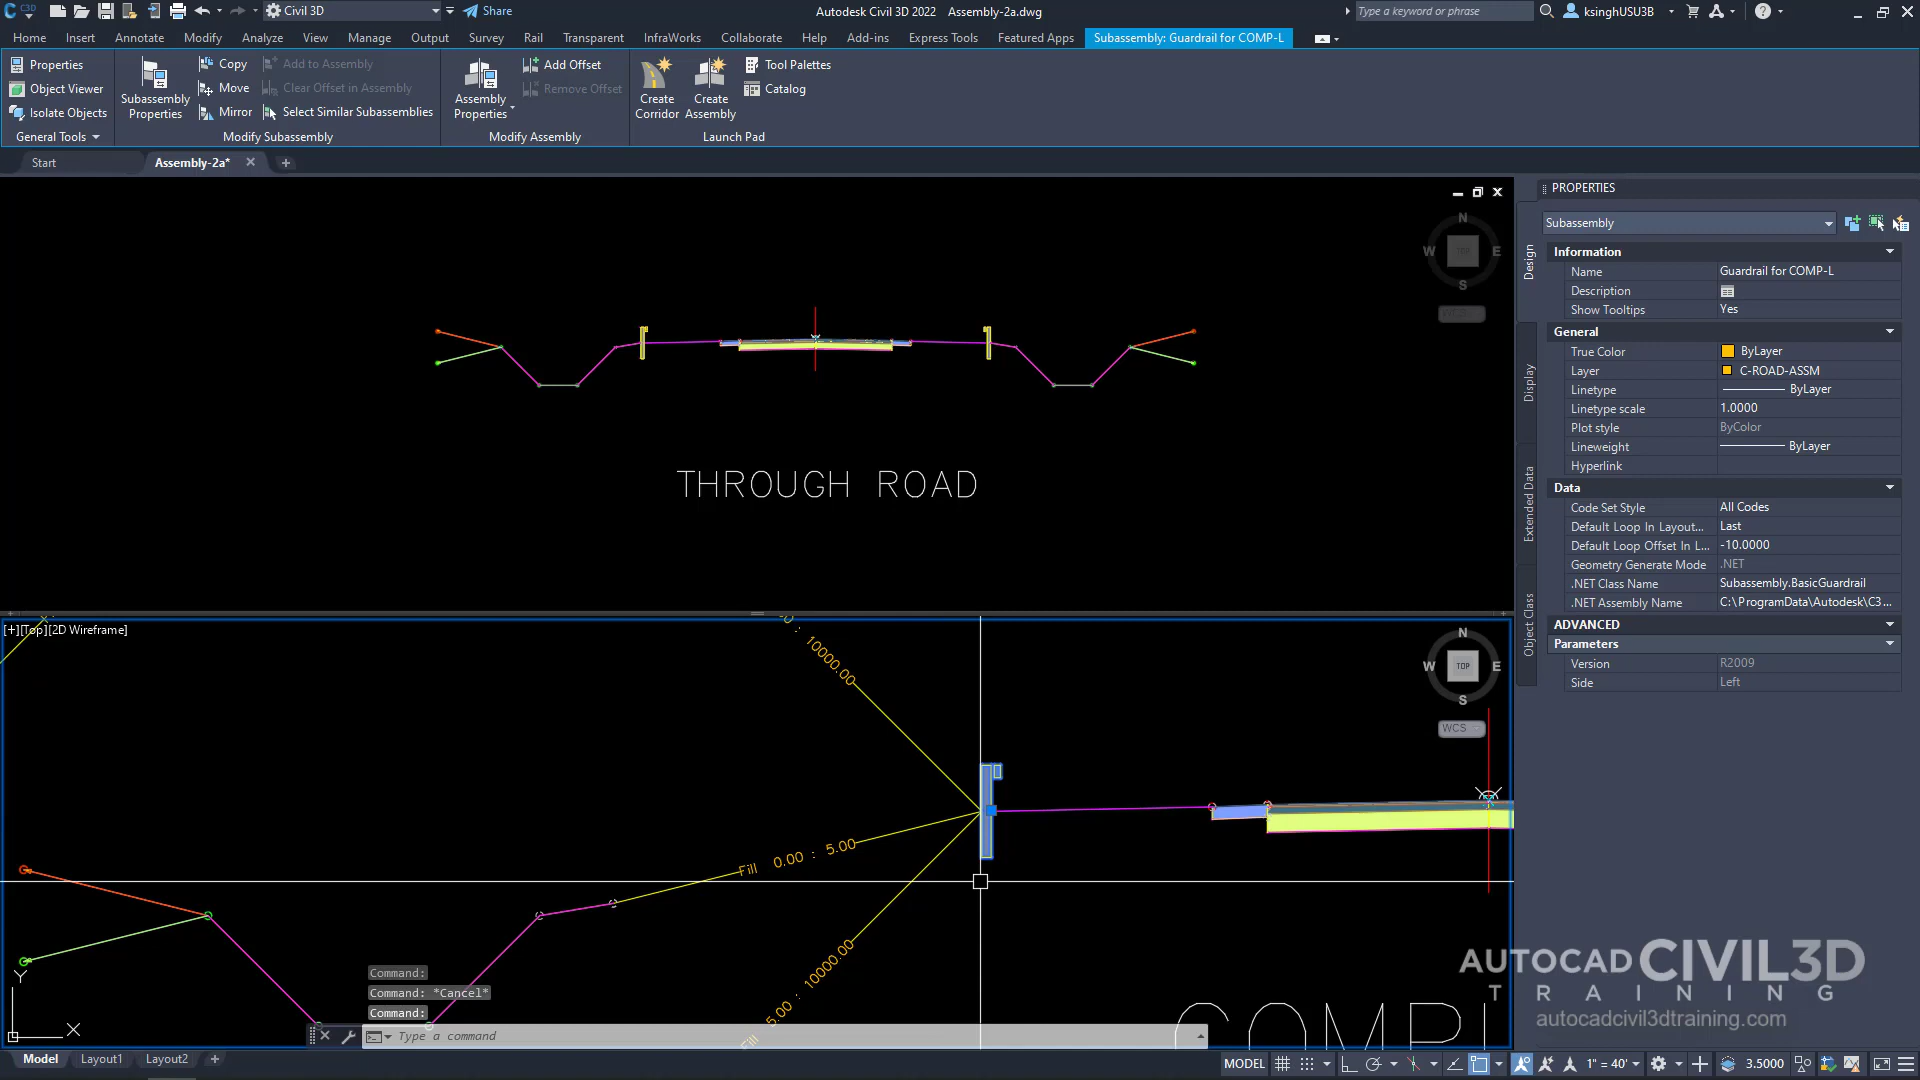 C3D
Civil 3D
Share
Autodesk Civil 3D 2022 Assembly-2a.dwg
Type a keyword or phrase
ksinghUSU3B
Home Insert Annotate Modify Analyze View Manage Output Survey Rail Transparent InfraWorks Collaborate Help Add-ins Express Tools Featured Apps Subassembly: Guardrail for COMP-L
Properties
Object Viewer
Isolate Objects
General Tools
Subassembly Properties
Copy
Move
Mirror
Add to Assembly
Clear Offset in Assembly
Select Similar Subassemblies
Modify Subassembly
Assembly Properties
Add Offset
Remove Offset
Modify Assembly
Create Corridor
Create Assembly
Tool Palettes
Catalog
Launch Pad
Start
Assembly-2a*
N
W TOP E
S
THROUGH ROAD
[+][Top][2D Wireframe]
10000.00
Fill 0.00 : 5.00
Fill 5.00 : 10000.00
N
W TOP E
S
WCS
COMPL
Y
X
Command:
Command: *Cancel*
Command:
Type a command
Model Layout1 Layout2
MODEL
1" = 40'
3.5000
PROPERTIES
Subassembly
Design
Display
Extended Data
Object Class
Information
Name Guardrail for COMP-L
Description
Show Tooltips Yes
General
True Color ByLayer
Layer C-ROAD-ASSM
Linetype ByLayer
Linetype scale 1.0000
Plot style ByColor
Lineweight ByLayer
Hyperlink
Data
Code Set Style All Codes
Default Loop In Layout... Last
Default Loop Offset In L... -10.0000
Geometry Generate Mode .NET
.NET Class Name Subassembly.BasicGuardrail
.NET Assembly Name C:\ProgramData\Autodesk\C3...
ADVANCED
Parameters
Version R2009
Side Left
AUTOCAD CIVIL3D
TRAINING
autocadcivil3dtraining.com